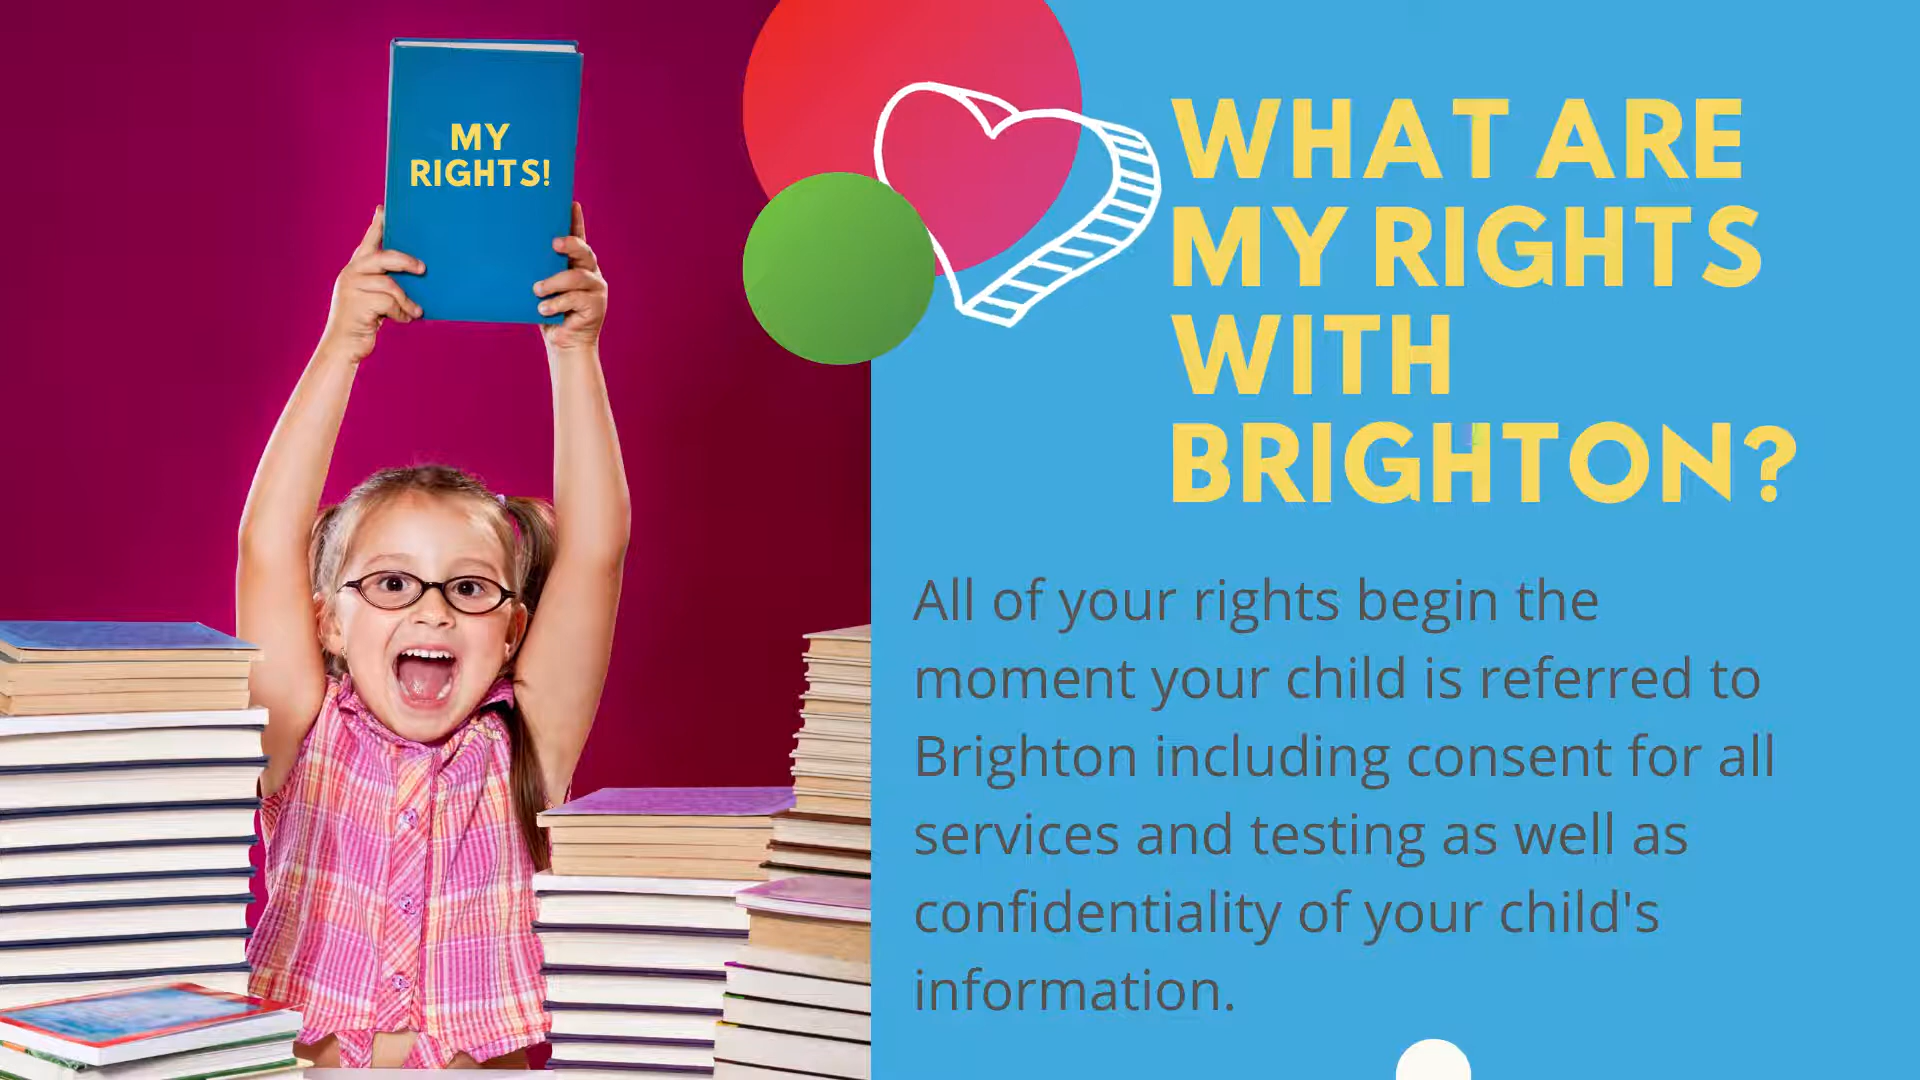 MY
RIGHTS!
WHAT ARE
MY RIGHTS
WITH
BRIGHTON?
All of your rights begin the
moment your child is referred to
Brighton including consent for all
services and testing as well as
confidentiality of your child's
information.